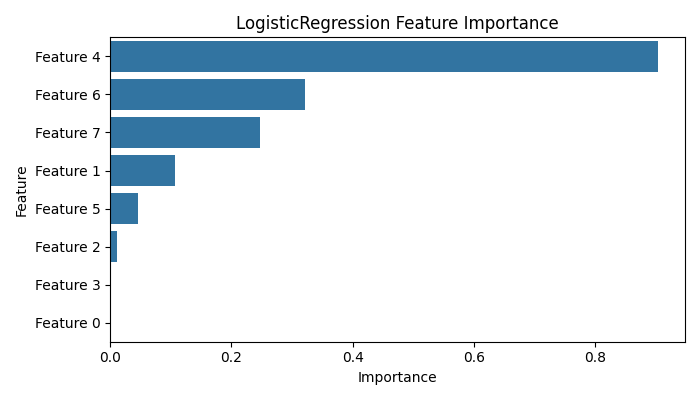 LogisticRegression Feature Importance
Feature 4
Feature 6
Feature 7
Feature 1
Feature 5
Feature 2
Feature 3
Feature 0
Feature
0.0 0.2 0.4 0.6 0.8
Importance